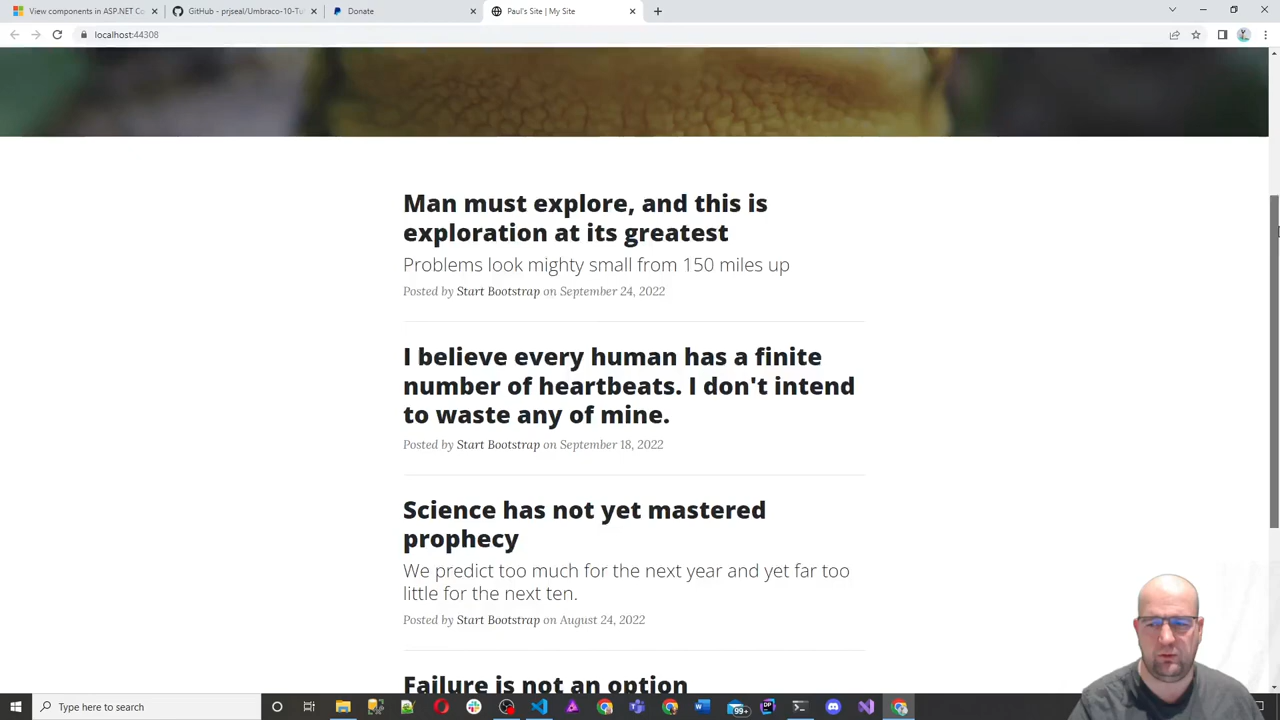 View components in ASP.NET Co
GitHub - prjseal/Umbraco-10-Tu
Donate
Paul's Site | My Site
localhost:44308
Man must explore, and this is
exploration at its greatest
Problems look mighty small from 150 miles up
Posted by Start Bootstrap on September 24, 2022
I believe every human has a finite
number of heartbeats. I don't intend
to waste any of mine.
Posted by Start Bootstrap on September 18, 2022
Science has not yet mastered
prophecy
We predict too much for the next year and yet far too
little for the next ten.
Posted by Start Bootstrap on August 24, 2022
Failure is not an option
Type here to search
99+